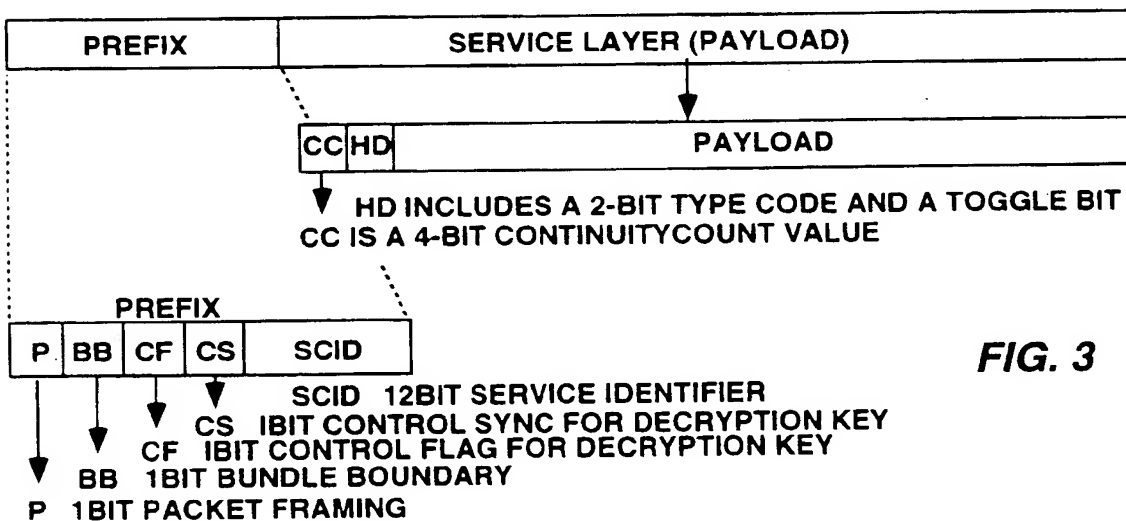 PREFIX SERVICE LAYER (PAYLOAD)
CC HD PAYLOAD
HD INCLUDES A 2-BIT TYPE CODE AND A TOGGLE BIT
CC IS A 4-BIT CONTINUITYCOUNT VALUE
PREFIX
P BB CF CS SCID
FIG. 3
SCID 12BIT SERVICE IDENTIFIER
CS IBIT CONTROL SYNC FOR DECRYPTION KEY
CF IBIT CONTROL FLAG FOR DECRYPTION KEY
BB 1BIT BUNDLE BOUNDARY
P 1BIT PACKET FRAMING